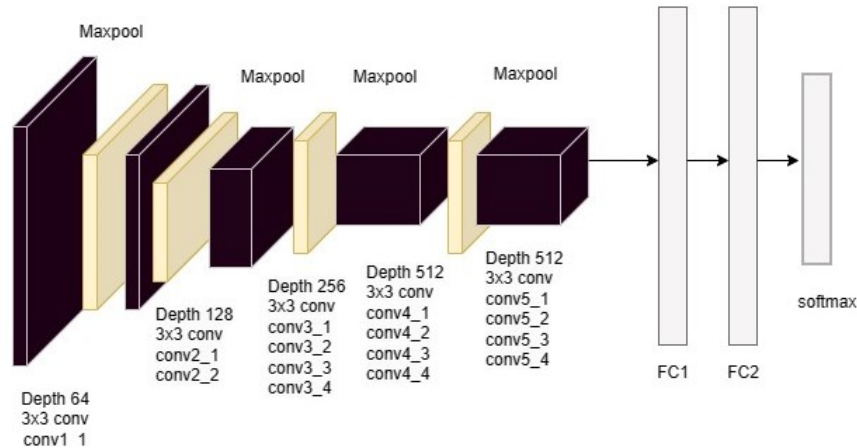 Maxpool
Maxpool
Maxpool
Maxpool
Depth 64
3x3 conv
conv1_1
Depth 128
3x3 conv
conv2_1
conv2_2
Depth 256
3x3 conv
conv3_1
conv3_2
conv3_3
conv3_4
Depth 512
3x3 conv
conv4_1
conv4_2
conv4_3
conv4_4
Depth 512
3x3 conv
conv5_1
conv5_2
conv5_3
conv5_4
FC1
FC2
softmax